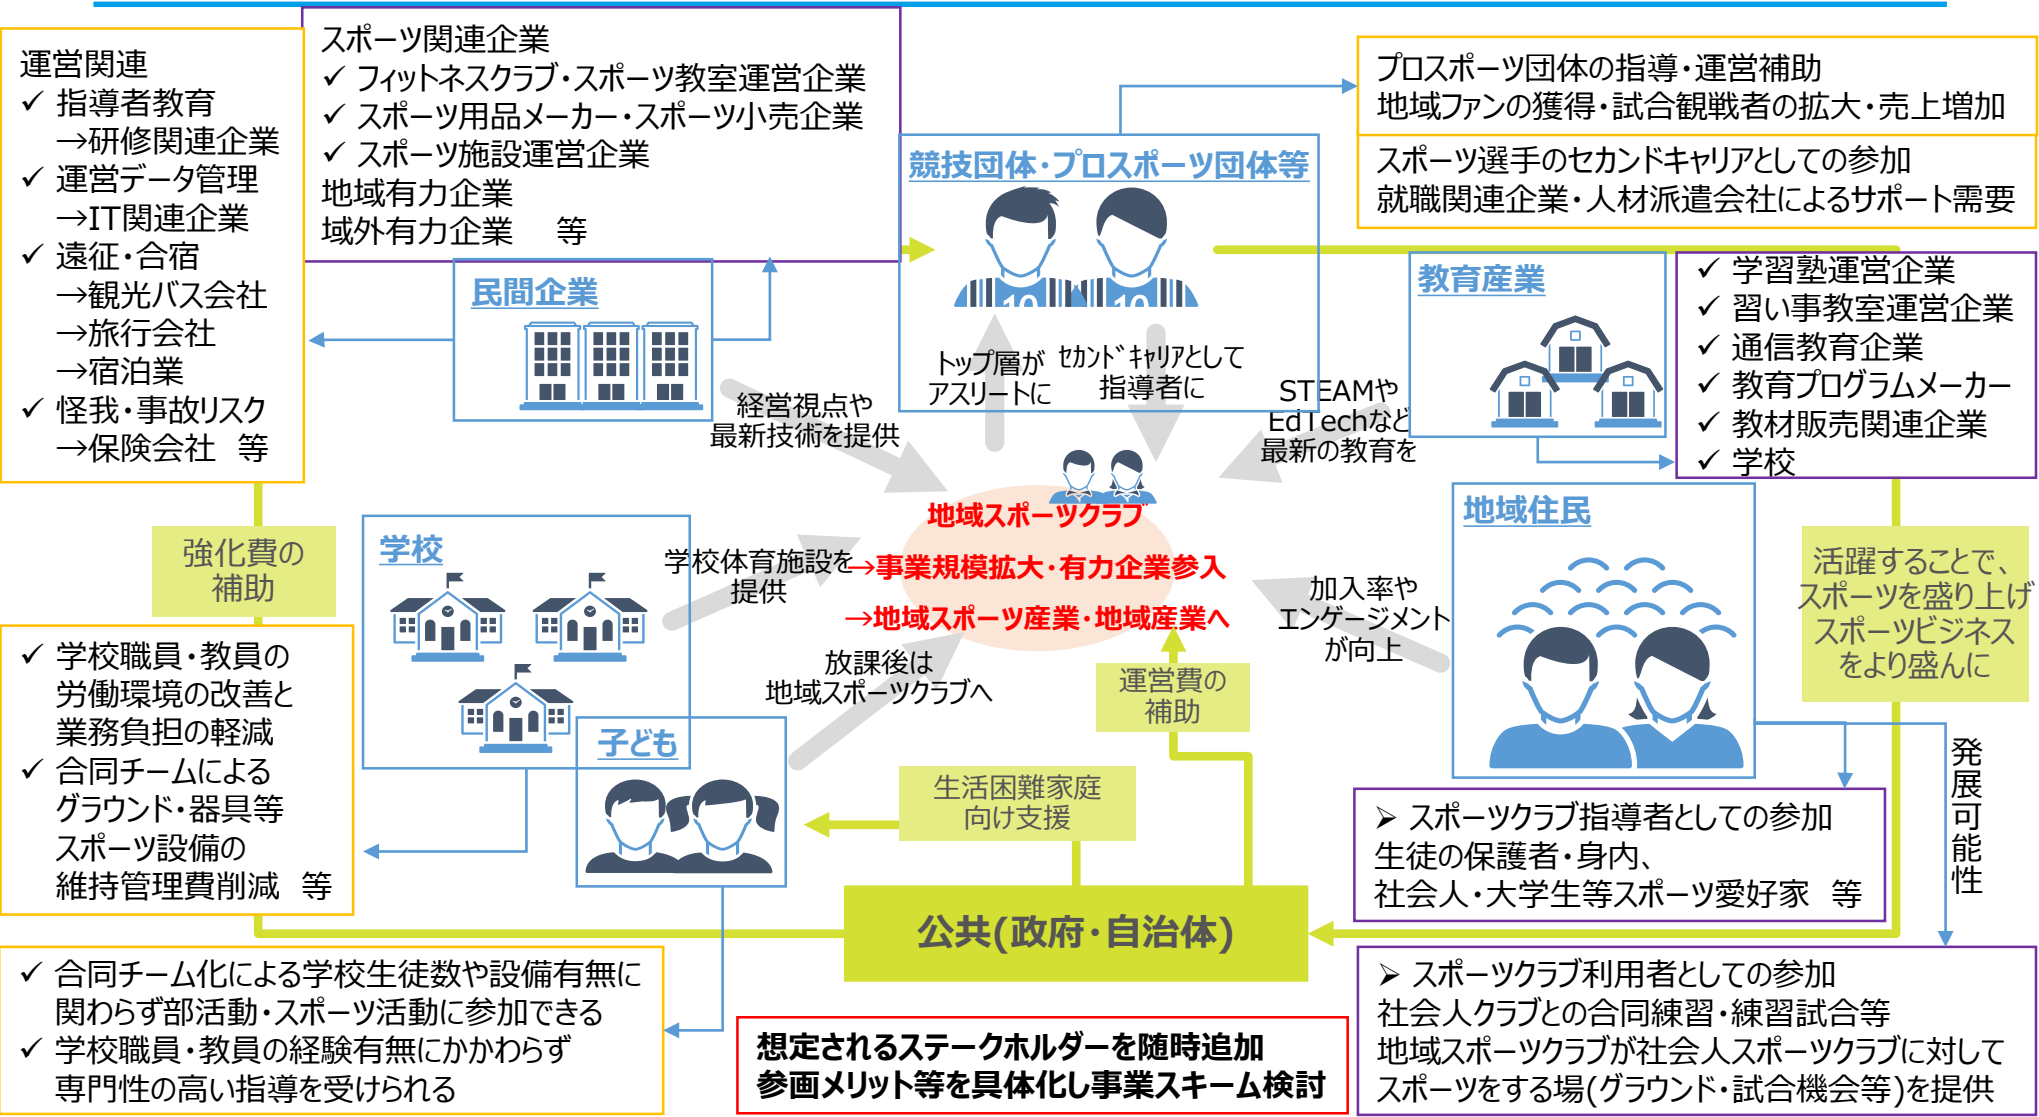 運営関連
✓ 指導者教育
→研修関連企業
✓ 運営データ管理
→IT関連企業
✓ 遠征・合宿
→観光バス会社
→旅行会社
→宿泊業
✓ 怪我・事故リスク
→保険会社 等
スポーツ関連企業
✓ フィットネスクラブ・スポーツ教室運営企業
✓ スポーツ用品メーカー・スポーツ小売企業
✓ スポーツ施設運営企業
地域有力企業
域外有力企業 等
民間企業
競技団体・プロスポーツ団体等
10
10
トップ層が
アスリートに
セカンドキャリアとして
指導者に
プロスポーツ団体の指導・運営補助
地域ファンの獲得・試合観戦者の拡大・売上増加
スポーツ選手のセカンドキャリアとしての参加
就職関連企業・人材派遣会社によるサポート需要
教育産業
✓ 学習塾運営企業
✓ 習い事教室運営企業
✓ 通信教育企業
✓ 教育プログラムメーカー
✓ 教材販売関連企業
✓ 学校
経営視点や
最新技術を提供
STEAMや
EdTechなど
最新の教育を
強化費の
補助
学校
学校体育施設を
提供
地域スポーツクラブ
→事業規模拡大・有力企業参入
→地域スポーツ産業・地域産業へ
加入率や
エンゲージメント
が向上
地域住民
活躍することで、
スポーツを盛り上げ
スポーツビジネス
をより盛んに
✓ 学校職員・教員の
労働環境の改善と
業務負担の軽減
✓ 合同チームによる
グラウンド・器具等
スポーツ設備の
維持管理費削減 等
放課後は
地域スポーツクラブへ
子ども
運営費の
補助
生活困難家庭
向け支援
公共(政府・自治体)
発展可能性
➢ スポーツクラブ指導者としての参加
生徒の保護者・身内、
社会人・大学生等スポーツ愛好家 等
✓ 合同チーム化による学校生徒数や設備有無に
関わらず部活動・スポーツ活動に参加できる
✓ 学校職員・教員の経験有無にかかわらず
専門性の高い指導を受けられる
想定されるステークホルダーを随時追加
参画メリット等を具体化し事業スキーム検討
➢ スポーツクラブ利用者としての参加
社会人クラブとの合同練習・練習試合等
地域スポーツクラブが社会人スポーツクラブに対して
スポーツをする場(グラウンド・試合機会等)を提供